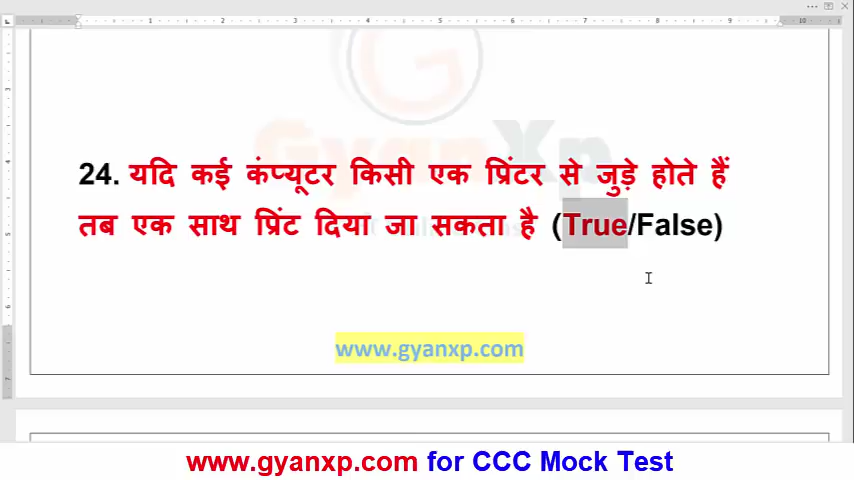 GyanXp
24. यदि कई कंप्यूटर किसी एक प्रिंटर से जुड़े होते हैं
तब एक साथ प्रिंट दिया जा सकता है (True/False)
www.gyanxp.com
www.gyanxp.com for CCC Mock Test